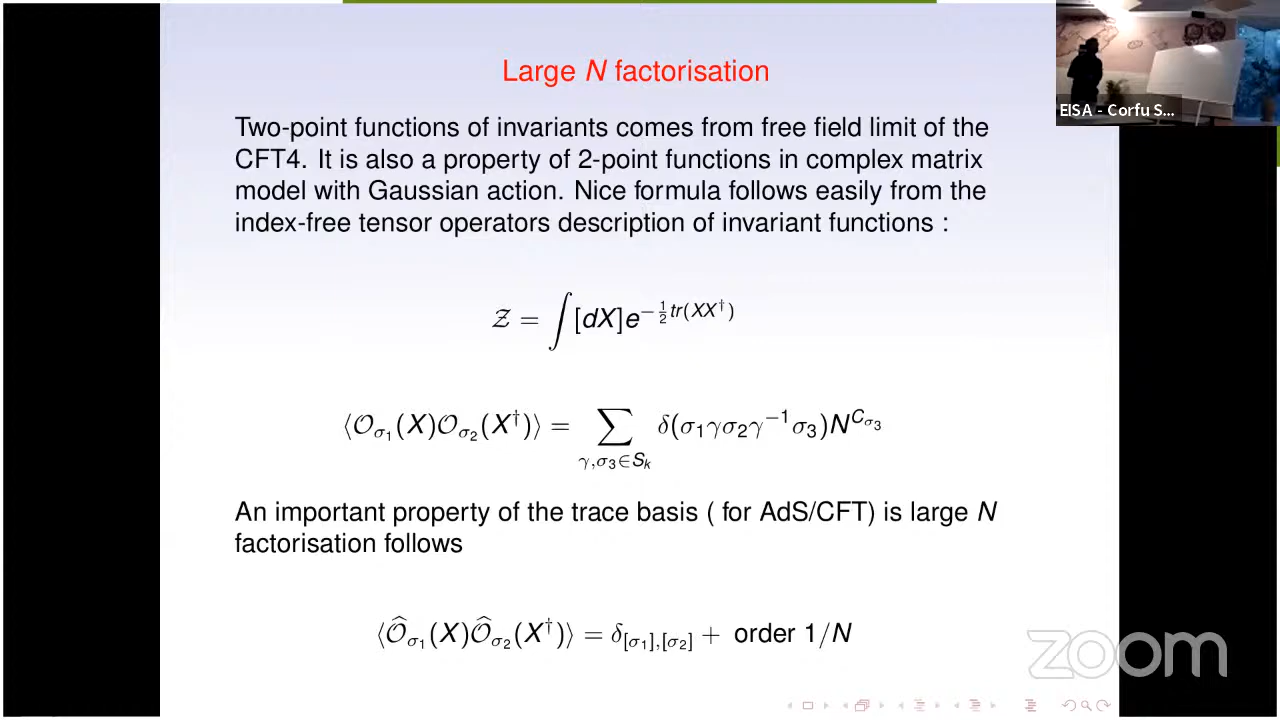 Large N factorisation
EISA - Corfu S...
Two-point functions of invariants comes from free field limit of the
CFT4. It is also a property of 2-point functions in complex matrix
model with Gaussian action. Nice formula follows easily from the
index-free tensor operators description of invariant functions :
𝒵 = ∫ [dX]e^{−½ tr(XX†)}
⟨𝒪_{σ₁}(X)𝒪_{σ₂}(X†)⟩ = ∑_{γ,σ₃∈S_k} δ(σ₁γσ₂γ⁻¹σ₃)N^{C_{σ₃}}
An important property of the trace basis ( for AdS/CFT) is large N
factorisation follows
⟨𝒪̂_{σ₁}(X)𝒪̂_{σ₂}(X†)⟩ = δ_{[σ₁],[σ₂]} + order 1/N
zoom